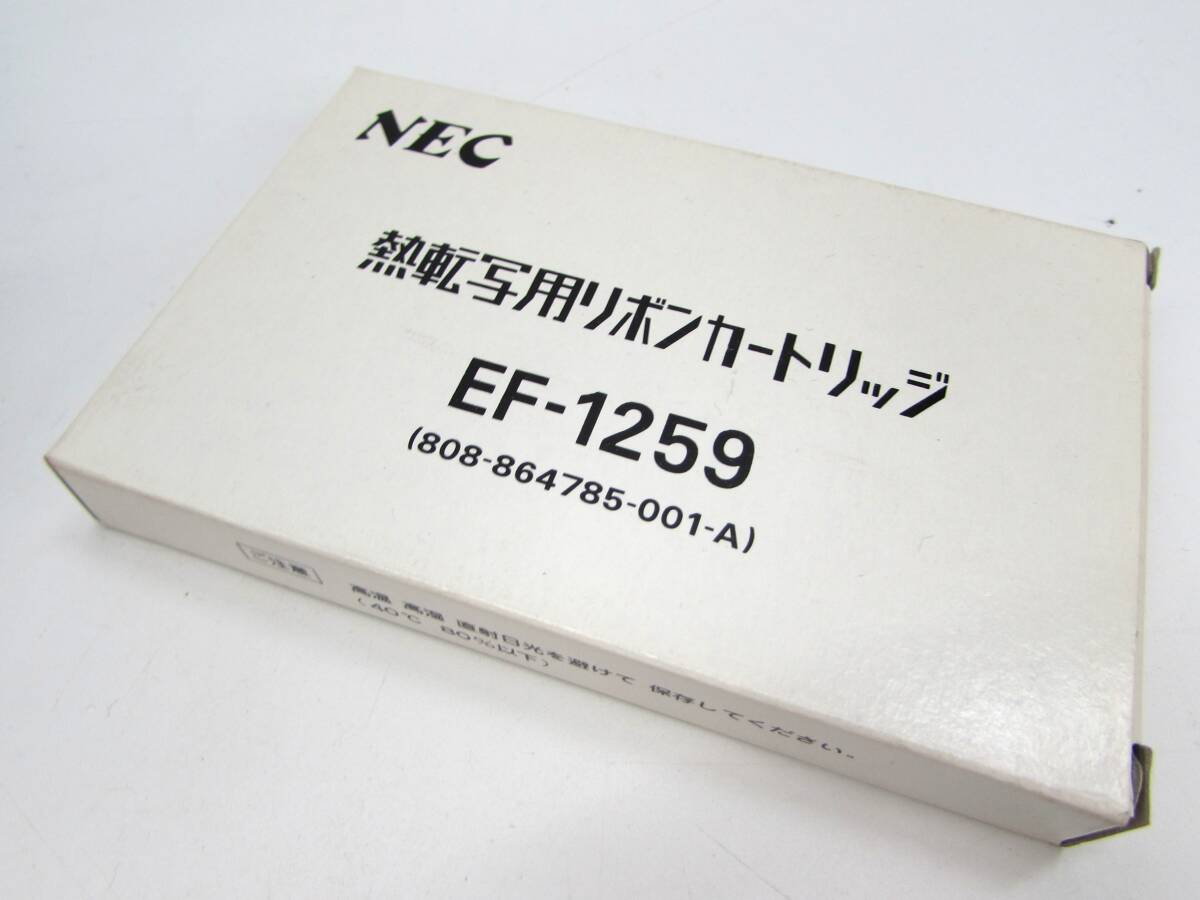 NEC
熱転写用リボンカートリッジ
EF-1259
(808-864785-001-A)
ご注意
高温 高湿 直射日光を避けて 保存してください.
(40℃ 80%以下)